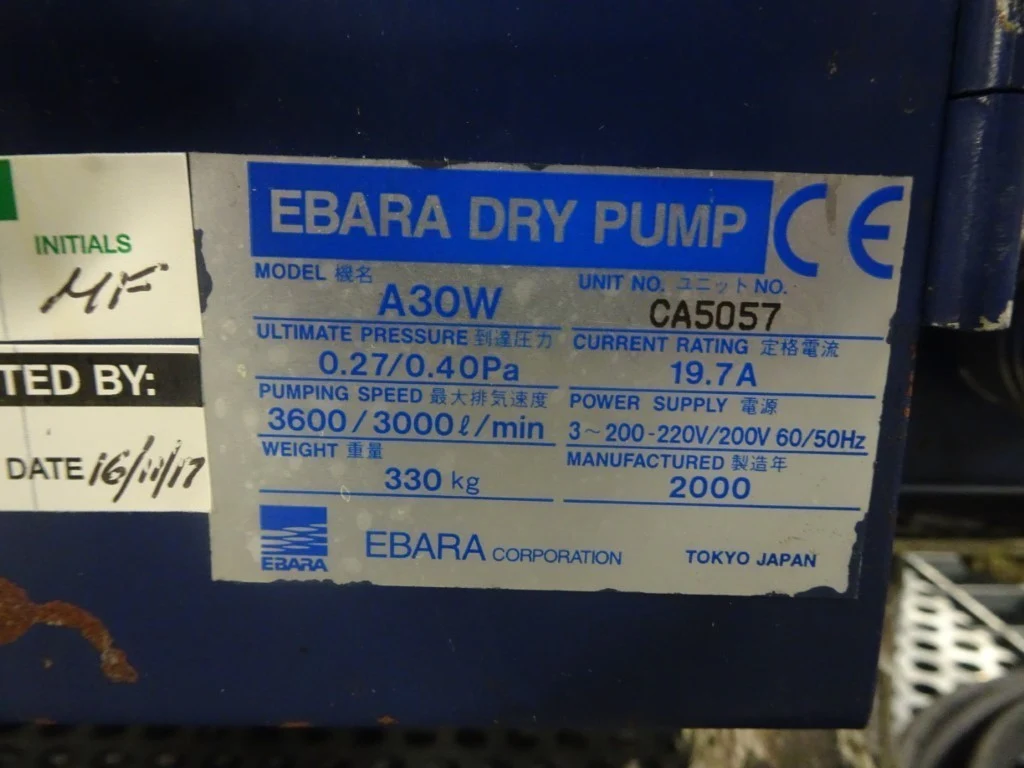 INITIALS
MF
TED BY:
DATE 16/11/17
EBARA DRY PUMP CE
MODEL 機名
A30W
UNIT NO. ユニットNO.
CA5057
ULTIMATE PRESSURE 到達圧力
0.27/0.40Pa
CURRENT RATING 定格電流
19.7A
PUMPING SPEED 最大排気速度
3600/3000ℓ/min
POWER SUPPLY 電源
3~200-220V/200V 60/50Hz
WEIGHT 重量
330 kg
MANUFACTURED 製造年
2000
EBARA
EBARA CORPORATION
TOKYO JAPAN